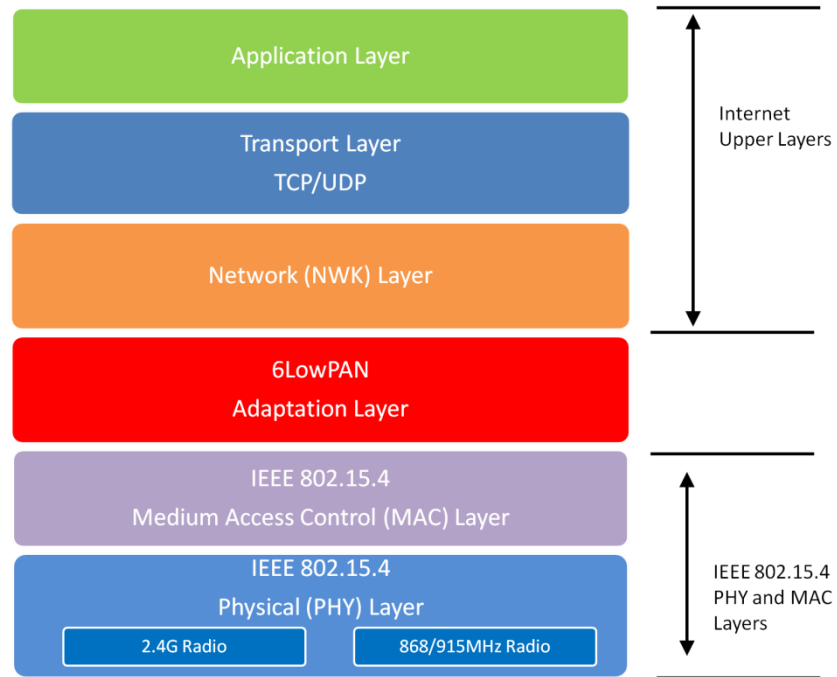 Application Layer
Transport Layer
TCP/UDP
Network (NWK) Layer
6LowPAN
Adaptation Layer
IEEE 802.15.4
Medium Access Control (MAC) Layer
IEEE 802.15.4
Physical (PHY) Layer
2.4G Radio
868/915MHz Radio
Internet
Upper Layers
IEEE 802.15.4
PHY and MAC
Layers